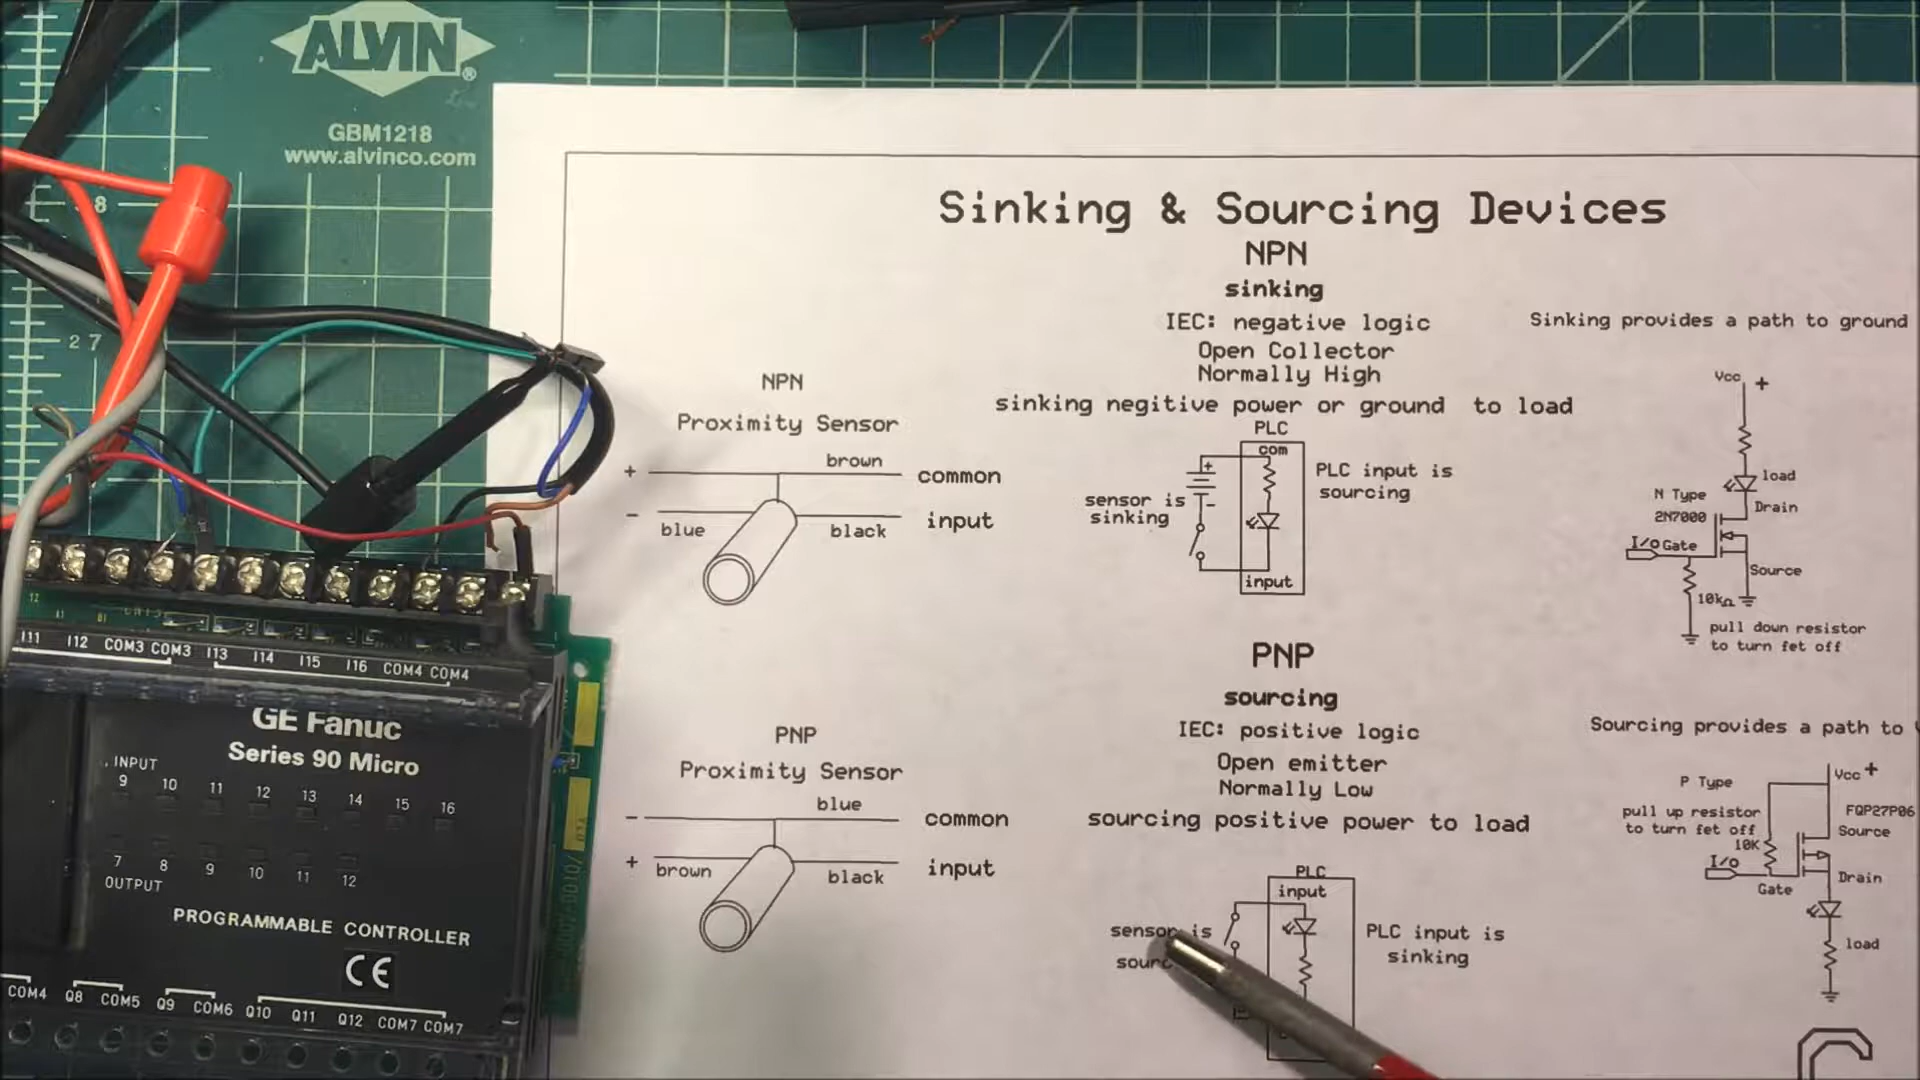 ALVIN®
GBM1218
www.alvinco.com
8
27
Sinking & Sourcing Devices
NPN
sinking
IEC: negative logic
Open Collector
Normally High
sinking negitive power or ground to load
Sinking provides a path to ground
NPN
Proximity Sensor
+
brown
common
-
blue
black
input
PLC
com
+
-
sensor is
sinking
input
PLC input is
sourcing
Vcc +
load
N Type
2N7000
Drain
I/o Gate
Source
10kΩ
pull down resistor
to turn fet off
PNP
sourcing
IEC: positive logic
Open emitter
Normally Low
sourcing positive power to load
Sourcing provides a path to
PNP
Proximity Sensor
-
blue
common
+
brown
black
input
PLC
input
sensor is
PLC input is
sinking
Vcc +
P Type
pull up resistor
to turn fet off
10K
FQP27P06
Source
I/o
Gate
Drain
load
I11 I12 COM3 COM3 I13 I14 I15 I16 COM4 COM4
GE Fanuc
Series 90 Micro
INPUT
9 10 11 12 13 14 15 16
7 8 9 10 11 12
OUTPUT
PROGRAMMABLE CONTROLLER
CE
COM4 Q8 COM5 Q9 COM6 Q10 Q11 Q12 COM7 COM7